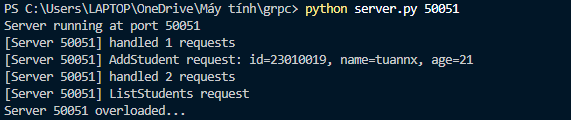 PS C:\Users\LAPTOP\OneDrive\Máy tính\grpc> python server.py 50051
Server running at port 50051
[Server 50051] handled 1 requests
[Server 50051] AddStudent request: id=23010019, name=tuannx, age=21
[Server 50051] handled 2 requests
[Server 50051] ListStudents request
Server 50051 overloaded...